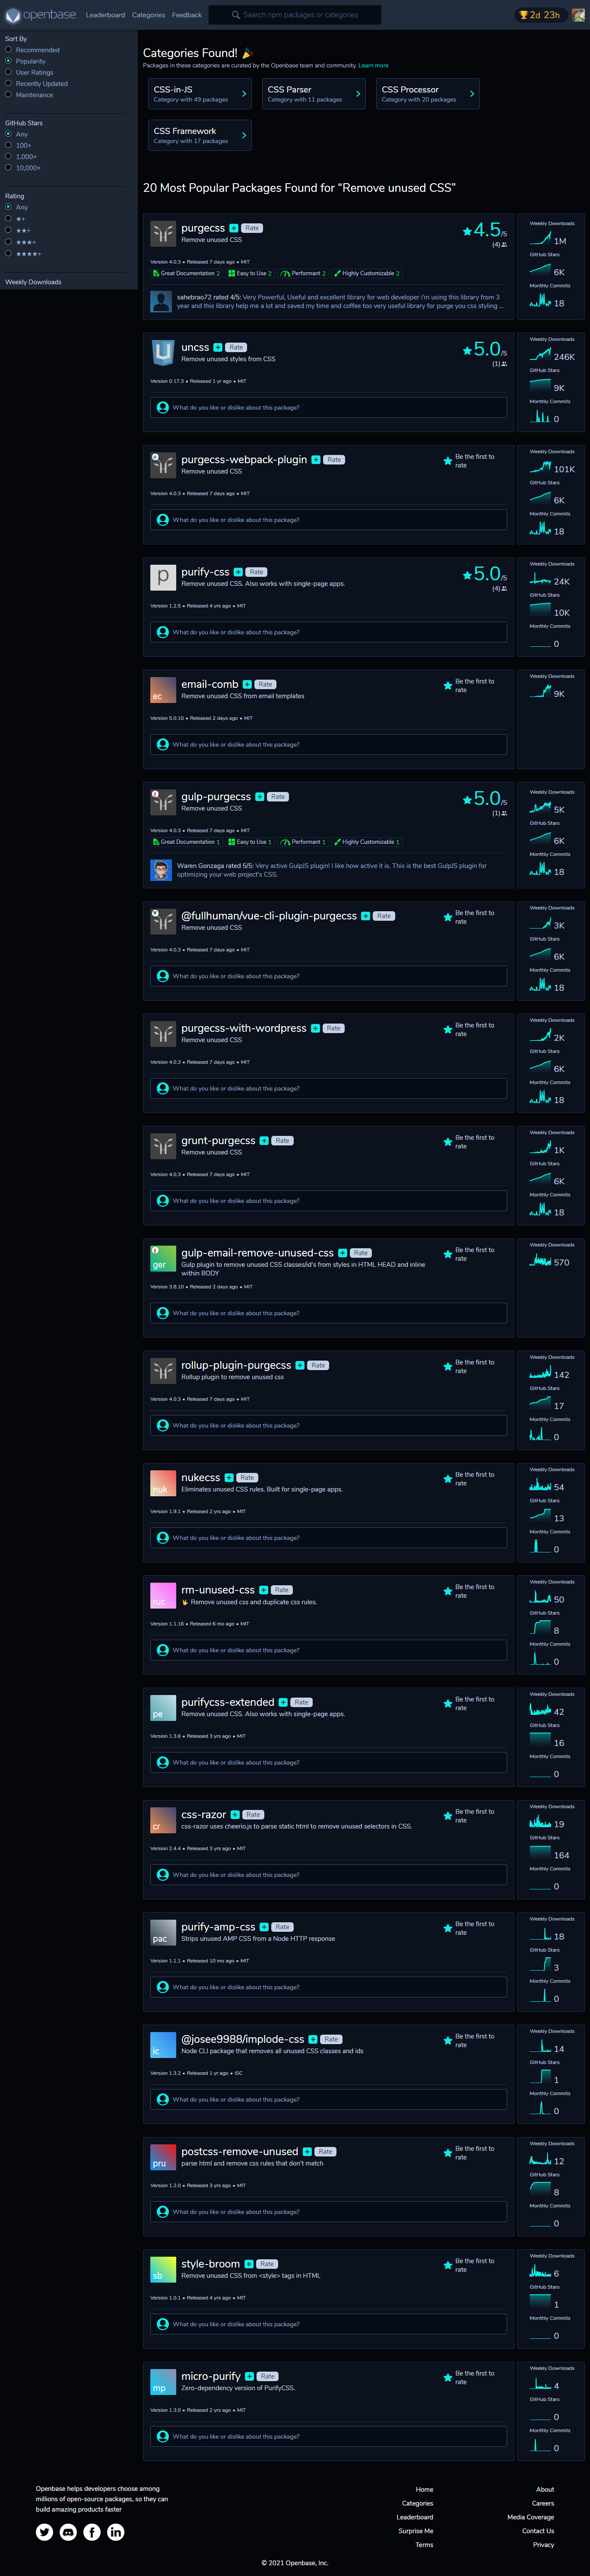 openbase
Leaderboard Categories Feedback
Search npm packages or categories
2d 23h
Sort By
Recommended
Popularity
User Ratings
Recently Updated
Maintenance
GitHub Stars
Any
100+
1,000+
10,000+
Rating
Any
★+
★★+
★★★+
★★★★+
Weekly Downloads
Categories Found! 🎉
Packages in these categories are curated by the Openbase team and community. Learn more
CSS-in-JS
Category with 49 packages
CSS Parser
Category with 11 packages
CSS Processor
Category with 20 packages
CSS Framework
Category with 17 packages
20 Most Popular Packages Found for “Remove unused CSS”
purgecss + Rate
Remove unused CSS
★4.5/5
(4)
Version 4.0.3 • Released 7 days ago • MIT
Great Documentation 2 Easy to Use 2 Performant 2 Highly Customizable 2
sahebrao72 rated 4/5: Very Powerful, Useful and excellent library for web developer i'm using this library from 3
year and this library help me a lot and saved my time and coffee too very useful library for purge you css styling ...
Weekly Downloads
1M
GitHub Stars
6K
Monthly Commits
18
uncss + Rate
Remove unused styles from CSS
★5.0/5
(1)
Version 0.17.3 • Released 1 yr ago • MIT
What do you like or dislike about this package?
Weekly Downloads
246K
GitHub Stars
9K
Monthly Commits
0
purgecss-webpack-plugin + Rate
Remove unused CSS
Be the first to
rate
Version 4.0.3 • Released 7 days ago • MIT
What do you like or dislike about this package?
Weekly Downloads
101K
GitHub Stars
6K
Monthly Commits
18
p
purify-css + Rate
Remove unused CSS. Also works with single-page apps.
★5.0/5
(4)
Version 1.2.5 • Released 4 yrs ago • MIT
What do you like or dislike about this package?
Weekly Downloads
24K
GitHub Stars
10K
Monthly Commits
0
ec
email-comb + Rate
Remove unused CSS from email templates
Be the first to
rate
Version 5.0.10 • Released 2 days ago • MIT
What do you like or dislike about this package?
Weekly Downloads
9K
gulp-purgecss + Rate
Remove unused CSS
★5.0/5
(1)
Version 4.0.3 • Released 7 days ago • MIT
Great Documentation 1 Easy to Use 1 Performant 1 Highly Customizable 1
Waren Gonzaga rated 5/5: Very active GulpJS plugin! I like how active it is. This is the best GulpJS plugin for
optimizing your web project's CSS.
Weekly Downloads
5K
GitHub Stars
6K
Monthly Commits
18
@fullhuman/vue-cli-plugin-purgecss + Rate
Remove unused CSS
Be the first to
rate
Version 4.0.3 • Released 7 days ago • MIT
What do you like or dislike about this package?
Weekly Downloads
3K
GitHub Stars
6K
Monthly Commits
18
purgecss-with-wordpress + Rate
Remove unused CSS
Be the first to
rate
Version 4.0.3 • Released 7 days ago • MIT
What do you like or dislike about this package?
Weekly Downloads
2K
GitHub Stars
6K
Monthly Commits
18
grunt-purgecss + Rate
Remove unused CSS
Be the first to
rate
Version 4.0.3 • Released 7 days ago • MIT
What do you like or dislike about this package?
Weekly Downloads
1K
GitHub Stars
6K
Monthly Commits
18
ger
gulp-email-remove-unused-css + Rate
Gulp plugin to remove unused CSS classes/id's from styles in HTML HEAD and inline
within BODY
Be the first to
rate
Version 3.8.10 • Released 2 days ago • MIT
What do you like or dislike about this package?
Weekly Downloads
570
rollup-plugin-purgecss + Rate
Rollup plugin to remove unused css
Be the first to
rate
Version 4.0.3 • Released 7 days ago • MIT
What do you like or dislike about this package?
Weekly Downloads
142
GitHub Stars
17
Monthly Commits
0
nuk
nukecss + Rate
Eliminates unused CSS rules. Built for single-page apps.
Be the first to
rate
Version 1.9.1 • Released 2 yrs ago • MIT
What do you like or dislike about this package?
Weekly Downloads
54
GitHub Stars
13
Monthly Commits
0
ruc
rm-unused-css + Rate
Remove unused css and duplicate css rules.
Be the first to
rate
Version 1.1.16 • Released 6 mo ago • MIT
What do you like or dislike about this package?
Weekly Downloads
50
GitHub Stars
8
Monthly Commits
0
pe
purifycss-extended + Rate
Remove unused CSS. Also works with single-page apps.
Be the first to
rate
Version 1.3.6 • Released 3 yrs ago • MIT
What do you like or dislike about this package?
Weekly Downloads
42
GitHub Stars
16
Monthly Commits
0
cr
css-razor + Rate
css-razor uses cheerio.js to parse static html to remove unused selectors in CSS.
Be the first to
rate
Version 2.4.4 • Released 3 yrs ago • MIT
What do you like or dislike about this package?
Weekly Downloads
19
GitHub Stars
164
Monthly Commits
0
pac
purify-amp-css + Rate
Strips unused AMP CSS from a Node HTTP response
Be the first to
rate
Version 1.1.1 • Released 10 mo ago • MIT
What do you like or dislike about this package?
Weekly Downloads
18
GitHub Stars
3
Monthly Commits
0
ic
@josee9988/implode-css + Rate
Node CLI package that removes all unused CSS classes and ids
Be the first to
rate
Version 1.3.2 • Released 1 yr ago • ISC
What do you like or dislike about this package?
Weekly Downloads
14
GitHub Stars
1
Monthly Commits
0
pru
postcss-remove-unused + Rate
parse html and remove css rules that don't match
Be the first to
rate
Version 1.2.0 • Released 3 yrs ago • MIT
What do you like or dislike about this package?
Weekly Downloads
12
GitHub Stars
8
Monthly Commits
0
sb
style-broom + Rate
Remove unused CSS from &lt;style&gt; tags in HTML
Be the first to
rate
Version 1.0.1 • Released 4 yrs ago • MIT
What do you like or dislike about this package?
Weekly Downloads
6
GitHub Stars
1
Monthly Commits
0
mp
micro-purify + Rate
Zero-dependency version of PurifyCSS.
Be the first to
rate
Version 1.3.0 • Released 2 yrs ago • MIT
What do you like or dislike about this package?
Weekly Downloads
4
GitHub Stars
0
Monthly Commits
0
Openbase helps developers choose among
millions of open-source packages, so they can
build amazing products faster
Home
Categories
Leaderboard
Surprise Me
Terms
About
Careers
Media Coverage
Contact Us
Privacy
© 2021 Openbase, Inc.